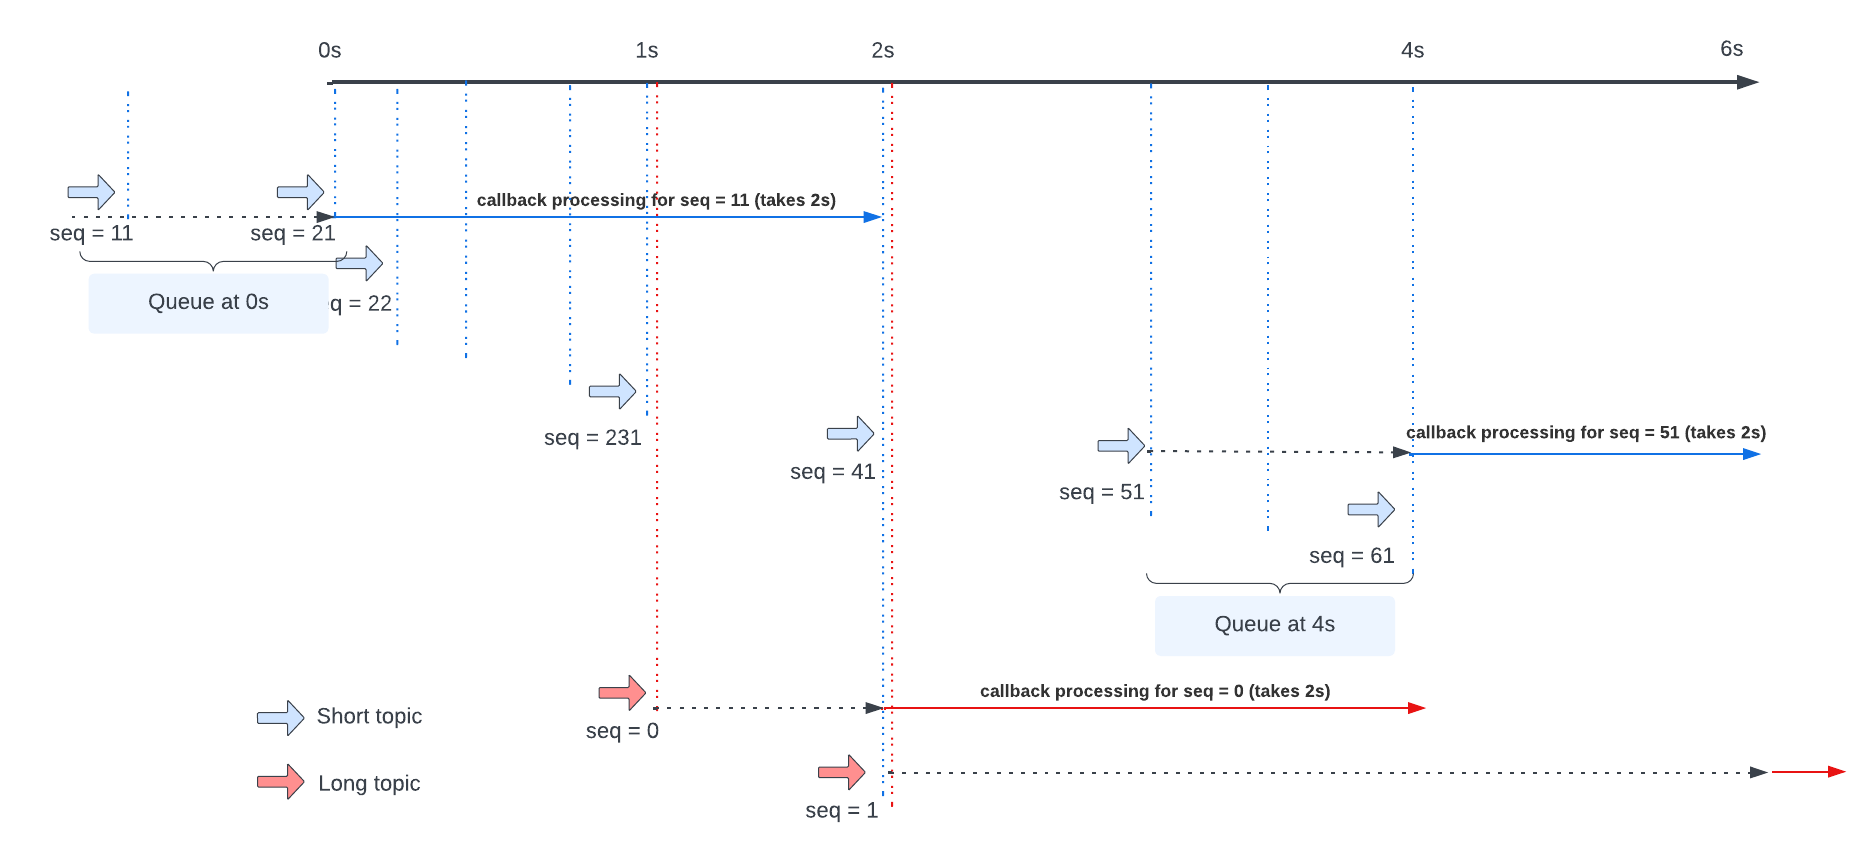 0s
1s
2s
4s
6s
callback processing for seq = 11 (takes 2s)
seq = 11
seq = 21
Queue at 0s
q = 22
seq = 231
callback processing for seq = 51 (takes 2s)
seq = 41
seq = 51
seq = 61
Queue at 4s
callback processing for seq = 0 (takes 2s)
Short topic
seq = 0
Long topic
seq = 1